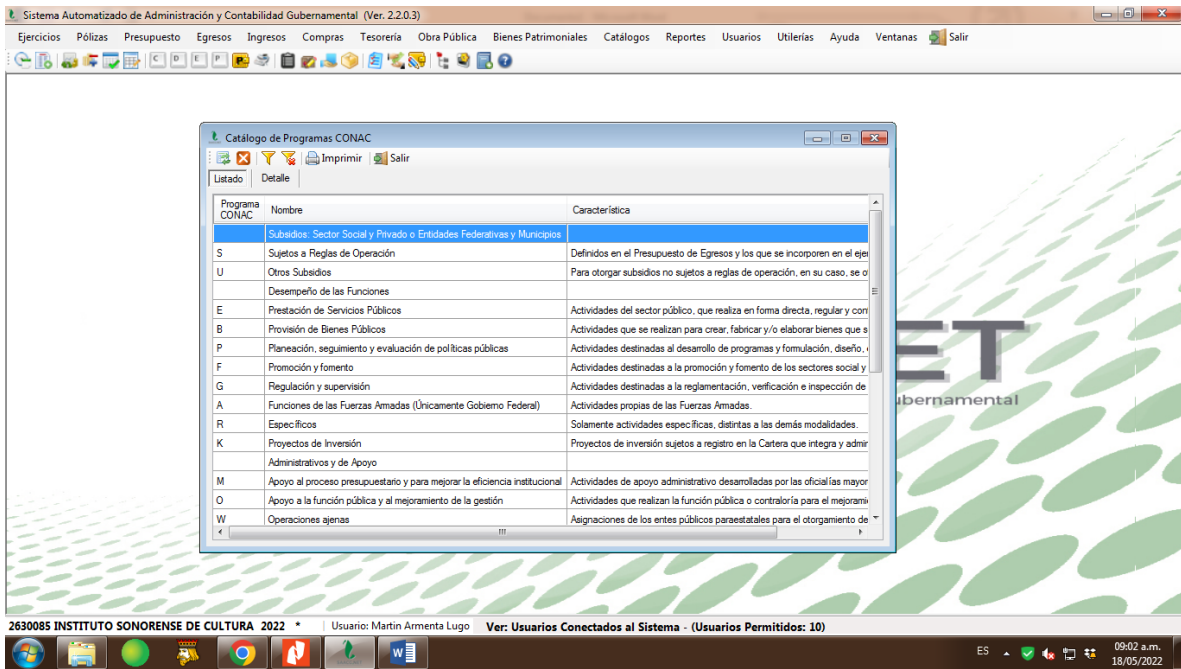 Sistema Automatizado de Administración y Contabilidad Gubernamental (Ver. 2.2.0.3)
Ejercicios Pólizas Presupuesto Egresos Ingresos Compras Tesorería Obra Pública Bienes Patrimoniales Catálogos Reportes Usuarios Utilerías Ayuda Ventanas Salir
C D E P P
Catálogo de Programas CONAC
Imprimir Salir
Listado Detalle
Programa CONAC Nombre Característica
Subsidios: Sector Social y Privado o Entidades Federativas y Municipios
S Sujetos a Reglas de Operación Definidos en el Presupuesto de Egresos y los que se incorporen en el ejer
U Otros Subsidios Para otorgar subsidios no sujetos a reglas de operación, en su caso, se o
Desempeño de las Funciones
E Prestación de Servicios Públicos Actividades del sector público, que realiza en forma directa, regular y con
B Provisión de Bienes Públicos Actividades que se realizan para crear, fabricar y/o elaborar bienes que s
P Planeación, seguimiento y evaluación de políticas públicas Actividades destinadas al desarrollo de programas y formulación, diseño,
F Promoción y fomento Actividades destinadas a la promoción y fomento de los sectores social y
G Regulación y supervisión Actividades destinadas a la reglamentación, verificación e inspección de
A Funciones de las Fuerzas Armadas (Únicamente Gobierno Federal) Actividades propias de las Fuerzas Armadas.
R Específicos Solamente actividades específicas, distintas a las demás modalidades.
K Proyectos de Inversión Proyectos de inversión sujetos a registro en la Cartera que integra y admir
Administrativos y de Apoyo
M Apoyo al proceso presupuestario y para mejorar la eficiencia institucional Actividades de apoyo administrativo desarrolladas por las oficialías mayor
O Apoyo a la función pública y al mejoramiento de la gestión Actividades que realizan la función pública o contraloría para el mejorami
W Operaciones ajenas Asignaciones de los entes públicos paraestatales para el otorgamiento de
ET
ubernamental
2630085 INSTITUTO SONORENSE DE CULTURA 2022 * Usuario: Martin Armenta Lugo Ver: Usuarios Conectados al Sistema - (Usuarios Permitidos: 10)
ES 09:02 a.m.
18/05/2022